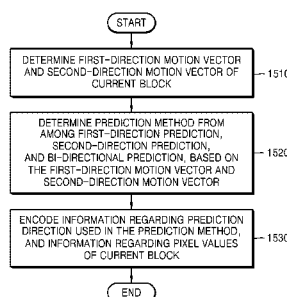 START
DETERMINE FIRST-DIRECTION MOTION VECTOR
AND SECOND-DIRECTION MOTION VECTOR OF
CURRENT BLOCK
1510
DETERMINE PREDICTION METHOD FROM
AMONG FIRST-DIRECTION PREDICTION,
SECOND-DIRECTION PREDICTION,
AND BI-DIRECTIONAL PREDICTION, BASED ON
THE FIRST-DIRECTION MOTION VECTOR AND
SECOND-DIRECTION MOTION VECTOR
1520
ENCODE INFORMATION REGARDING PREDICTION
DIRECTION USED IN THE PREDICTION METHOD,
AND INFORMATION REGARDING PIXEL VALUES
OF CURRENT BLOCK
1530
END